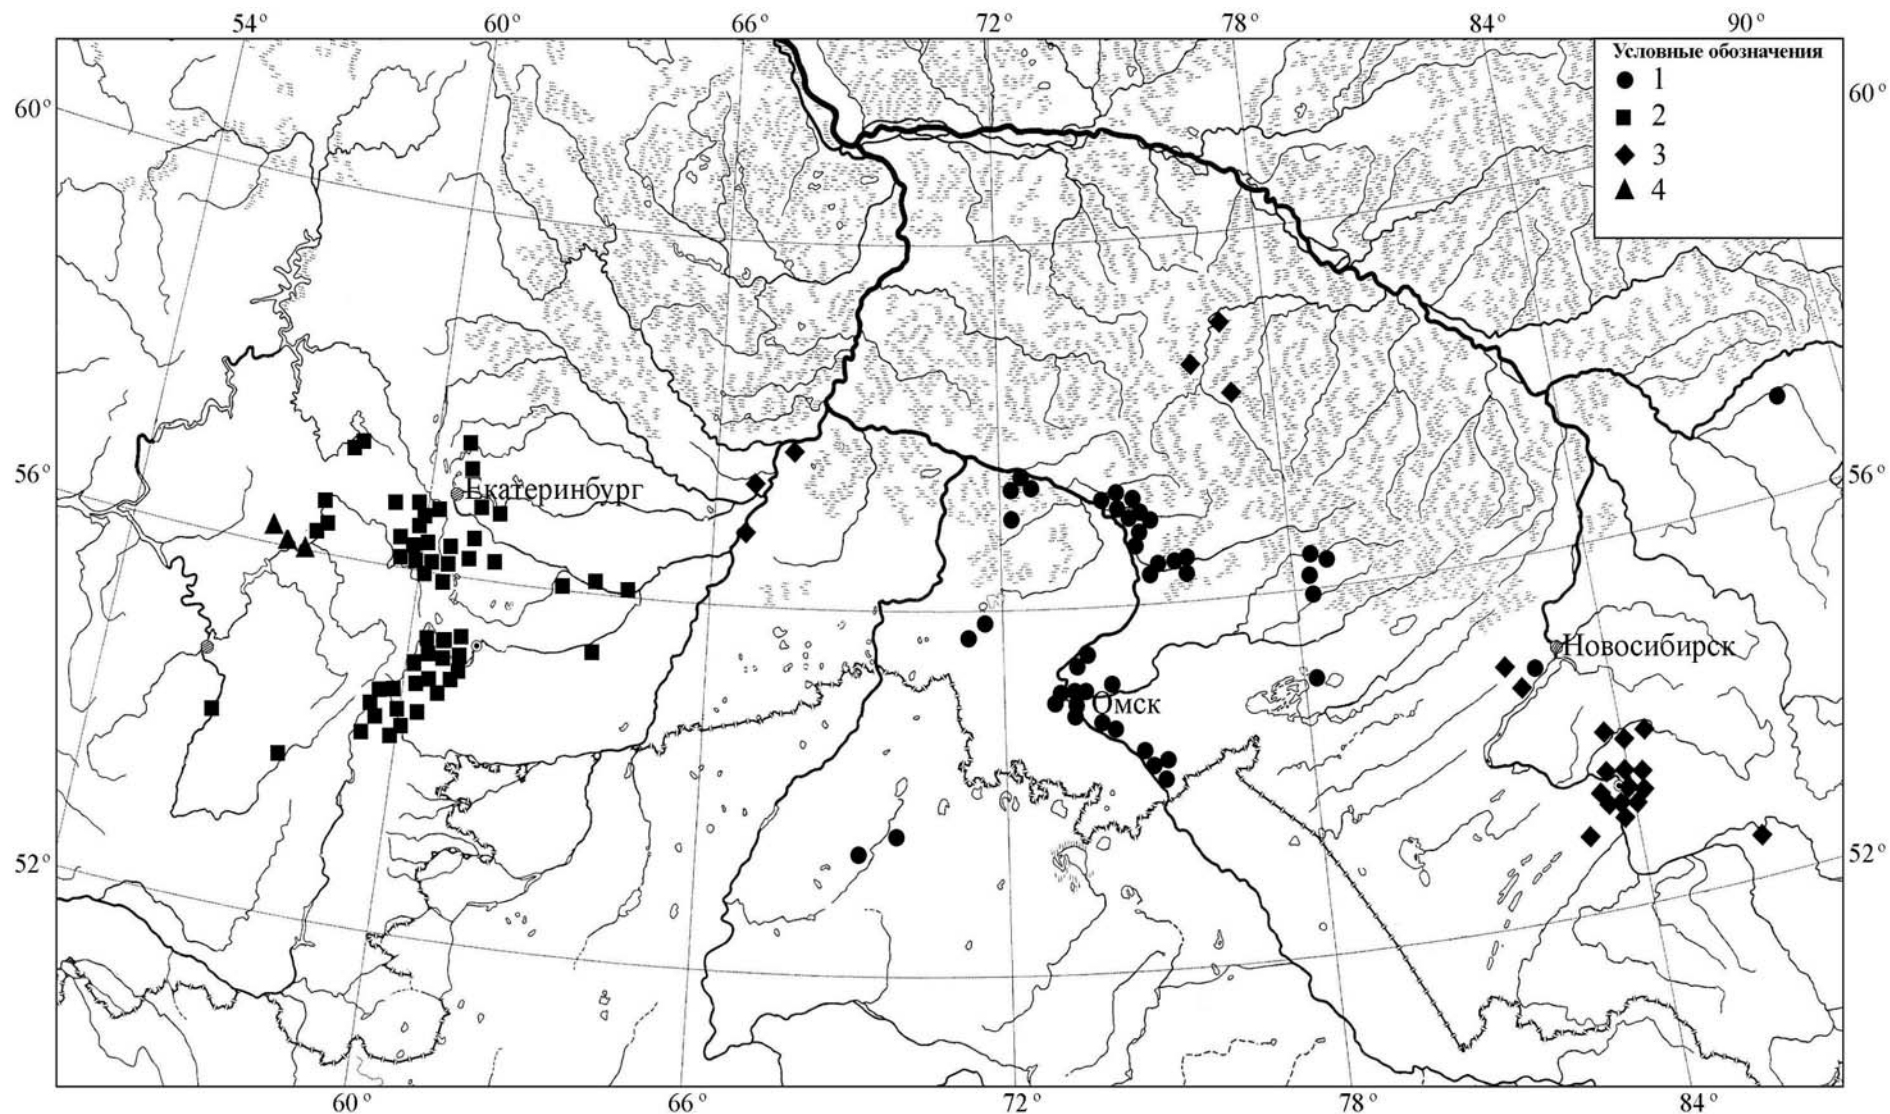 54° 60° 66° 72° 78° 84° 90°
Условные обозначения
1
2
3
4
60° 60°
56° 56°
Екатеринбург
Новосибирск
Омск
52° 52°
60° 66° 72° 78° 84°